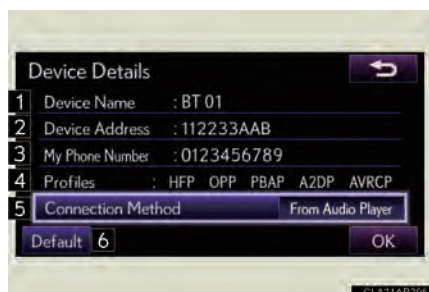 Device Details
1 Device Name : BT 01
2 Device Address : 112233AAB
3 My Phone Number : 0123456789
4 Profiles : HFP OPP PBAP A2DP AVRCP
5 Connection Method From Audio Player
Default 6 OK